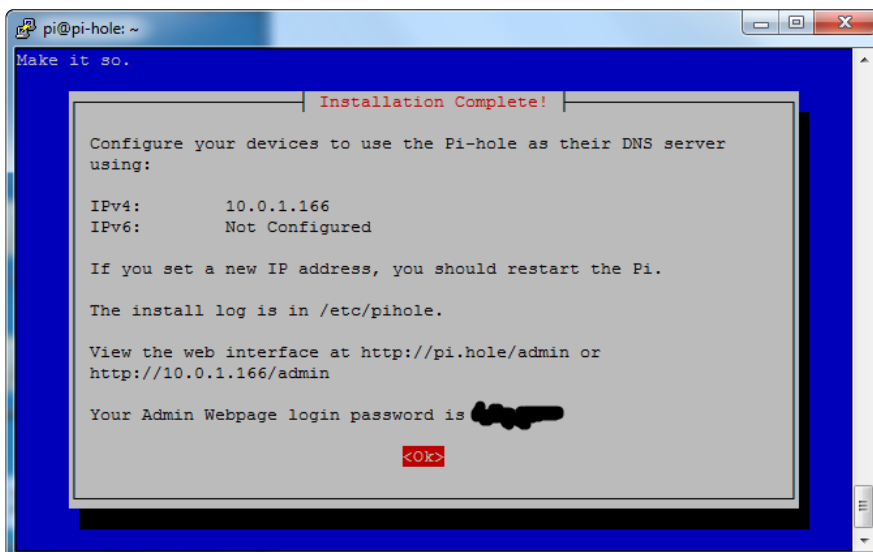 pi@pi-hole: ~
Make it so.
Installation Complete!
Configure your devices to use the Pi-hole as their DNS server
using:
IPv4: 10.0.1.166
IPv6: Not Configured
If you set a new IP address, you should restart the Pi.
The install log is in /etc/pihole.
View the web interface at http://pi.hole/admin or
http://10.0.1.166/admin
Your Admin Webpage login password is
<Ok>